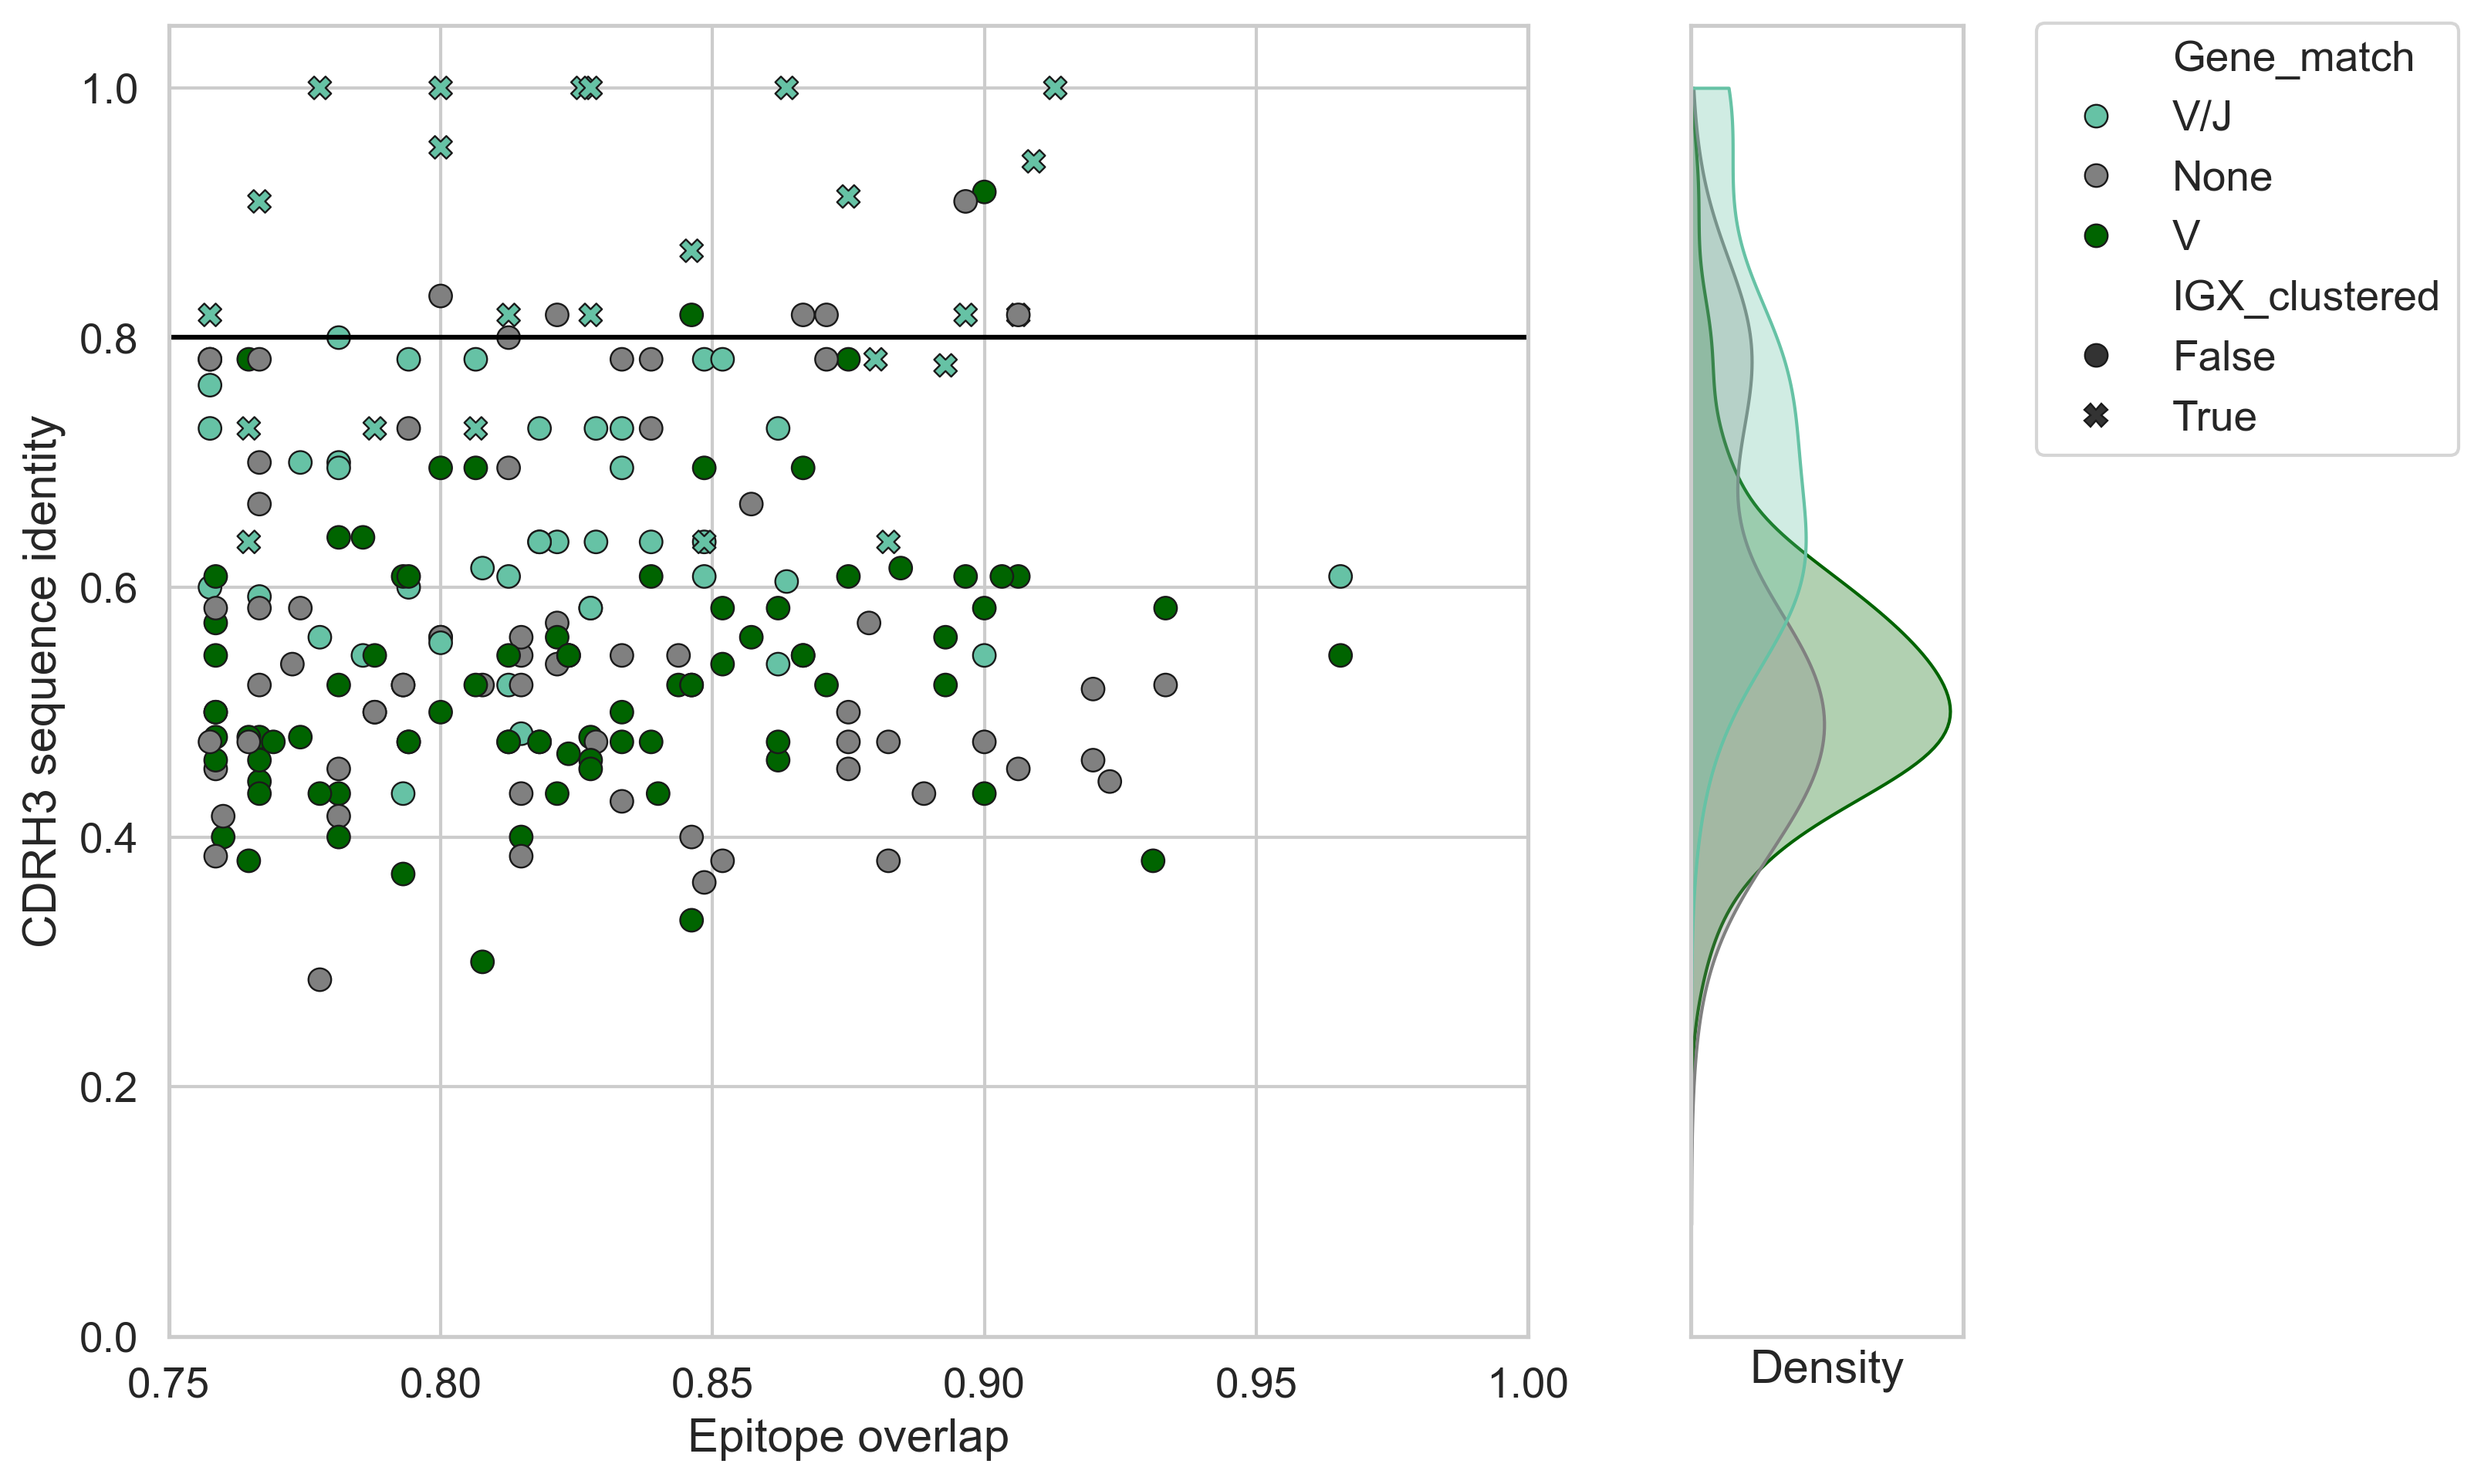 1.0
0.8
0.6
0.4
0.2
0.0
CDRH3 sequence identity
0.75 0.80 0.85 0.90 0.95 1.00
Epitope overlap
Density
Gene_match
V/J
None
V
IGX_clustered
False
True